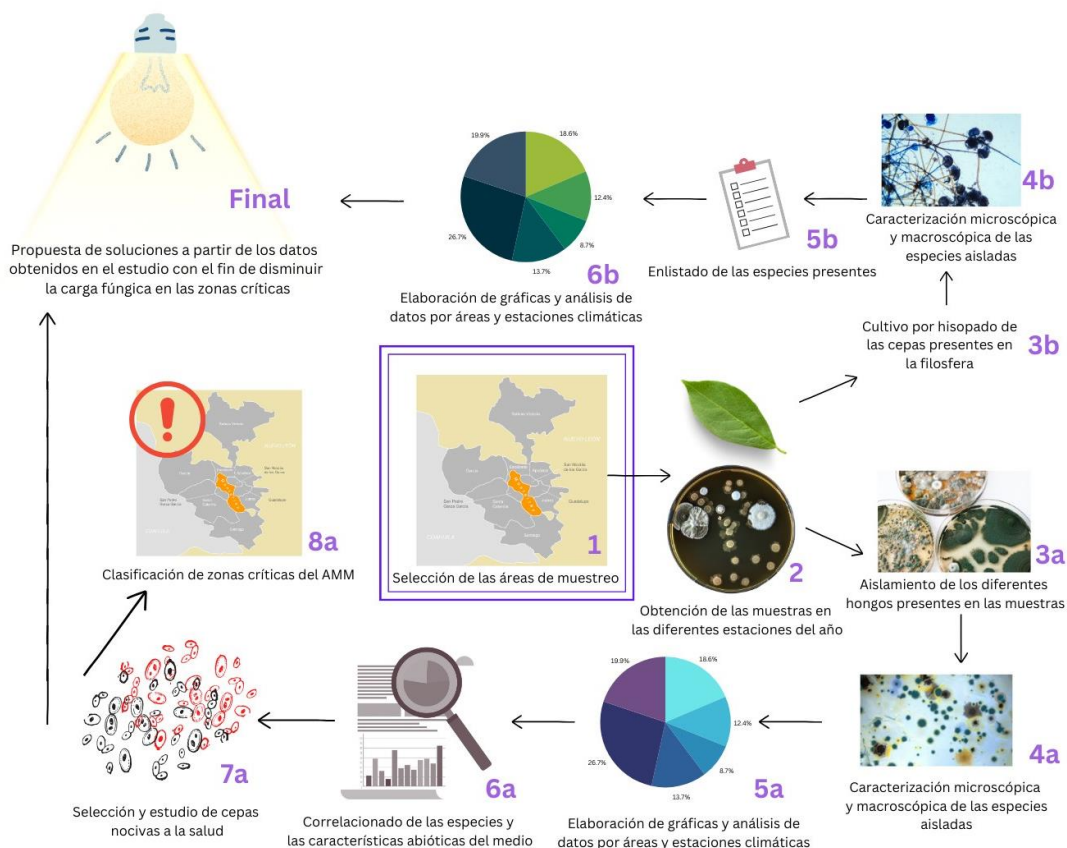 Final
Propuesta de soluciones a partir de los datos
obtenidos en el estudio con el fin de disminuir
la carga fúngica en las zonas críticas
19.9%
18.6%
12.4%
8.7%
13.7%
26.7%
6b
Elaboración de gráficas y análisis de
datos por áreas y estaciones climáticas
5b
Enlistado de las especies presentes
4b
Caracterización microscópica
y macroscópica de las
especies aisladas
Cultivo por hisopado de
las cepas presentes en
la filosfera
3b
8a
Clasificación de zonas críticas del AMM
1
Selección de las áreas de muestreo
2
Obtención de las muestras en
las diferentes estaciones del año
3a
Aislamiento de los diferentes
hongos presentes en las muestras
7a
Selección y estudio de cepas
nocivas a la salud
6a
Correlacionado de las especies y
las características abióticas del medio
19.9%
18.6%
12.4%
8.7%
13.7%
26.7%
5a
Elaboración de gráficas y análisis de
datos por áreas y estaciones climáticas
4a
Caracterización microscópica
y macroscópica de las especies
aisladas